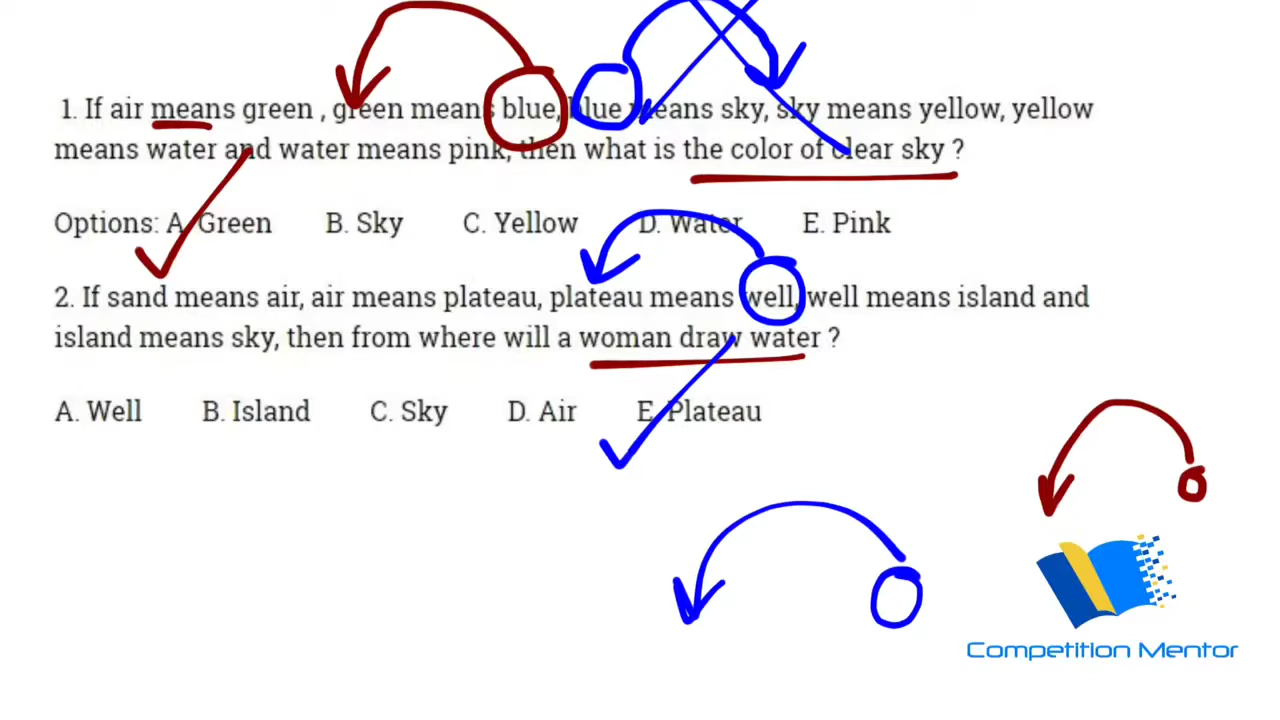 1. If air means green , green means blue, blue means sky, sky means yellow, yellow
means water and water means pink, then what is the color of clear sky ?
Options: A. Green B. Sky C. Yellow D. Water E. Pink
2. If sand means air, air means plateau, plateau means well, well means island and
island means sky, then from where will a woman draw water ?
A. Well B. Island C. Sky D. Air E. Plateau
Competition Mentor